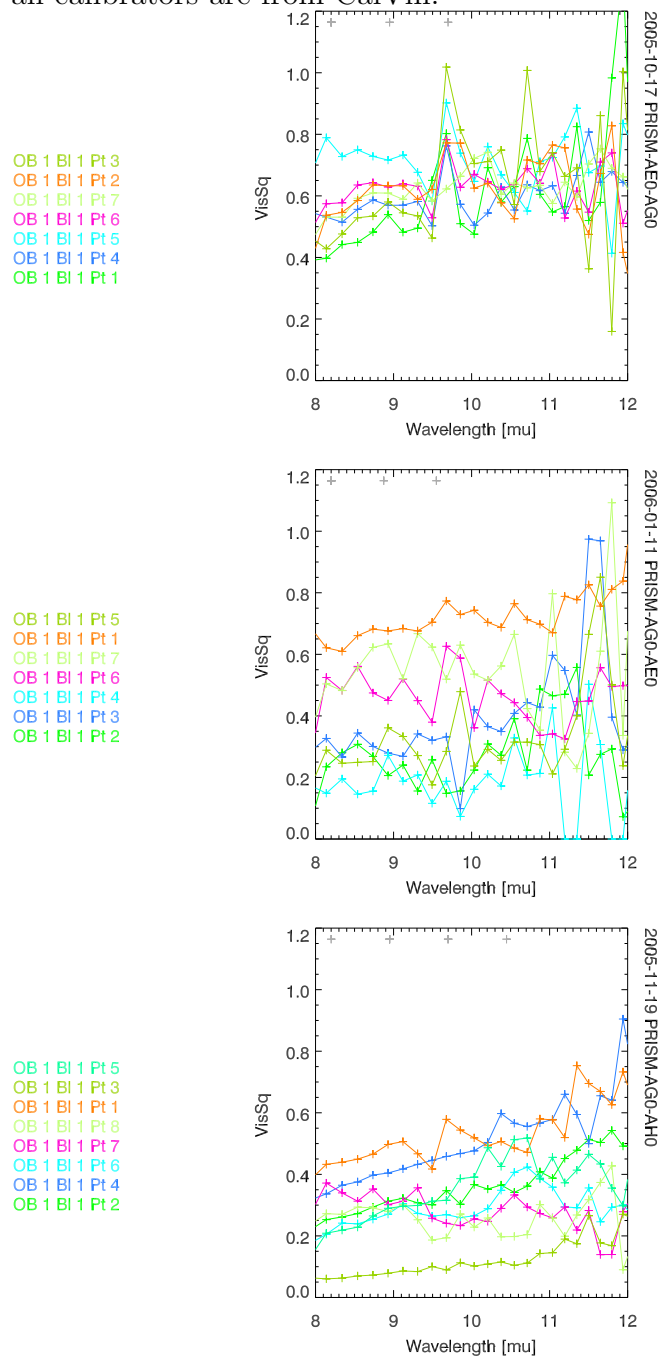 all calibrators are from CalVin.
2005-10-17 PRISM-AE0-AG0
OB 1 Bl 1 Pt 3
OB 1 Bl 1 Pt 2
OB 1 Bl 1 Pt 7
OB 1 Bl 1 Pt 6
OB 1 Bl 1 Pt 5
OB 1 Bl 1 Pt 4
OB 1 Bl 1 Pt 1
VisSq
1.2
1.0
0.8
0.6
0.4
0.2
0.0
8 9 10 11 12
Wavelength [mu]
2006-01-11 PRISM-AG0-AE0
OB 1 Bl 1 Pt 5
OB 1 Bl 1 Pt 1
OB 1 Bl 1 Pt 7
OB 1 Bl 1 Pt 6
OB 1 Bl 1 Pt 4
OB 1 Bl 1 Pt 3
OB 1 Bl 1 Pt 2
VisSq
1.2
1.0
0.8
0.6
0.4
0.2
0.0
8 9 10 11 12
Wavelength [mu]
2005-11-19 PRISM-AG0-AH0
OB 1 Bl 1 Pt 5
OB 1 Bl 1 Pt 3
OB 1 Bl 1 Pt 1
OB 1 Bl 1 Pt 8
OB 1 Bl 1 Pt 7
OB 1 Bl 1 Pt 6
OB 1 Bl 1 Pt 4
OB 1 Bl 1 Pt 2
VisSq
1.2
1.0
0.8
0.6
0.4
0.2
0.0
8 9 10 11 12
Wavelength [mu]